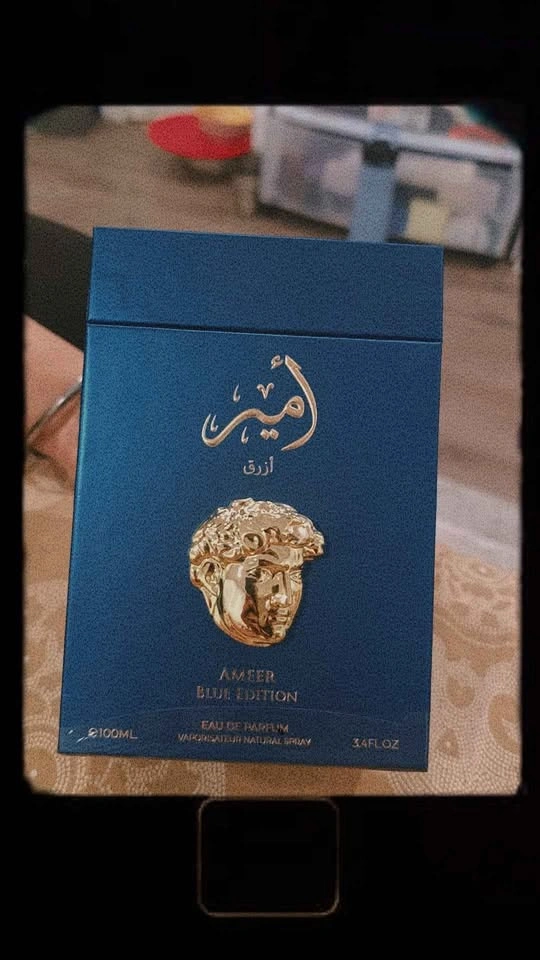 أمير
أزرق
AMEER
BLUE EDITION
EAU DE PARFUM
VAPORISATEUR NATURAL SPRAY
℮100ML
3.4FL.OZ